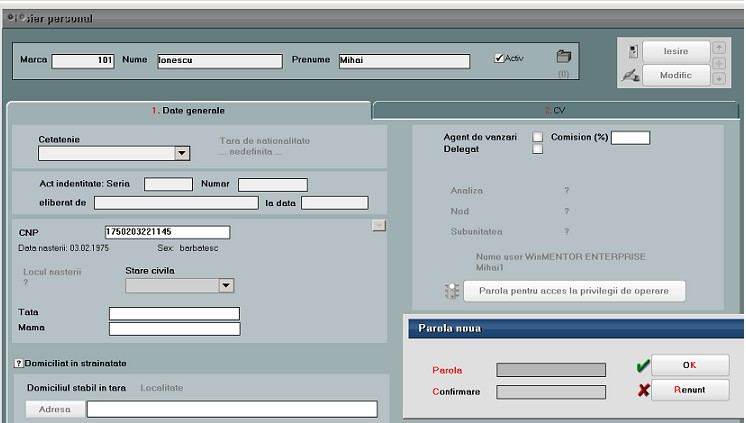 Dosier personal
Marca 101 Nume Ionescu Prenume Mihai Activ (II)
Iesire
Modific
1. Date generale 2. CV
Cetatenie
Tara de nationalitate
... nedefinita ...
Agent de vanzari Comision (%)
Delegat
Act indentitate: Seria Numar
eliberat de la data
Analiza ?
Nod ?
Subunitatea ?
CNP 1750203221145
Data nasterii: 03.02.1975 Sex: barbatesc
Nume user WinMENTOR ENTERPRISE
Mihai1
Locul nasterii
?
Stare civila
Parola pentru acces la privilegii de operare
Tata
Mama
Parola noua
Parola OK
Confirmare Renunt
? Domiciliat in strainatate
Domiciliul stabil in tara Localitate
Adresa